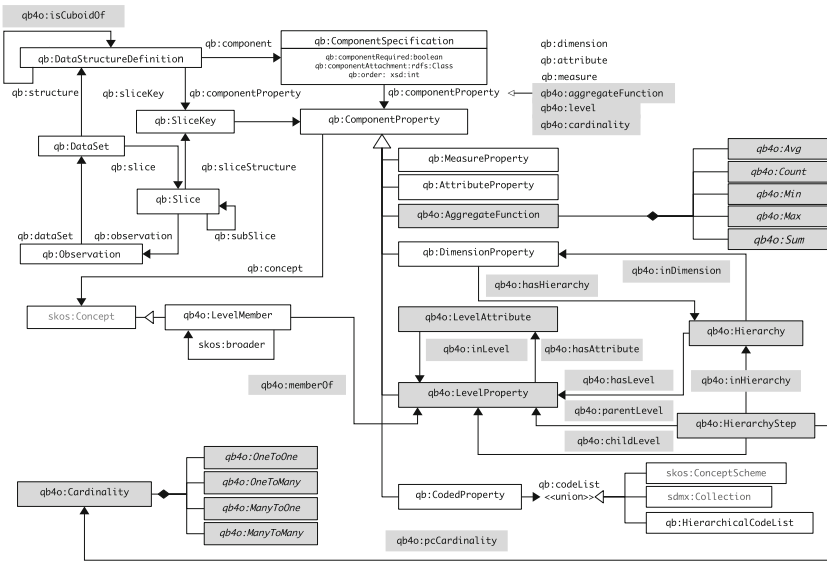 qb4o:isCuboidOf
qb:DataStructureDefinition
qb:component
qb:ComponentSpecification
qb:componentRequired:boolean
qb:componentAttachment:rdfs:Class
qb:order: xsd:int
qb:dimension
qb:attribute
qb:measure
qb4o:aggregateFunction
qb4o:level
qb4o:cardinality
qb:structure
qb:sliceKey
qb:componentProperty
qb:componentProperty
qb:SliceKey
qb:ComponentProperty
qb:DataSet
qb:slice
qb:sliceStructure
qb:Slice
qb:subSlice
qb:dataSet
qb:observation
qb:Observation
qb:concept
qb:MeasureProperty
qb:AttributeProperty
qb4o:AggregateFunction
qb4o:Avg
qb4o:Count
qb4o:Min
qb4o:Max
qb4o:Sum
qb:DimensionProperty
qb4o:hasHierarchy
qb4o:inDimension
skos:Concept
qb4o:LevelMember
skos:broader
qb4o:memberOf
qb4o:LevelAttribute
qb4o:inLevel
qb4o:hasAttribute
qb4o:Hierarchy
qb4o:hasLevel
qb4o:inHierarchy
qb4o:LevelProperty
qb4o:parentLevel
qb4o:childLevel
qb4o:HierarchyStep
qb4o:Cardinality
qb4o:OneToOne
qb4o:OneToMany
qb4o:ManyToOne
qb4o:ManyToMany
qb:CodedProperty
qb:codeList
<<union>>
skos:ConceptScheme
sdmx:Collection
qb:HierarchicalCodeList
qb4o:pcCardinality